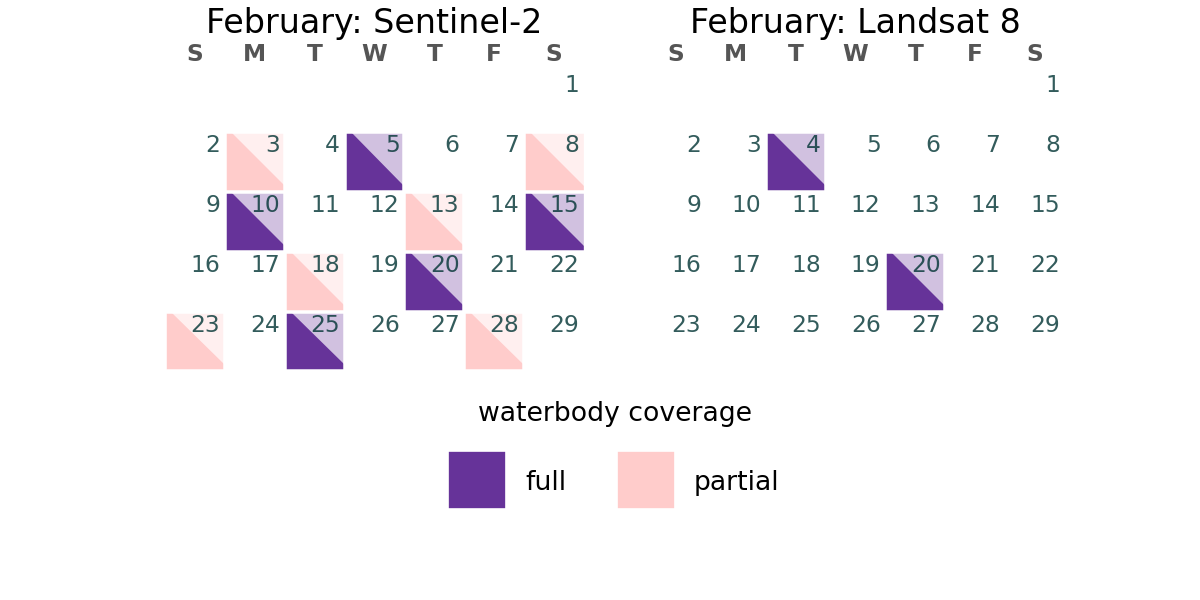 February: Sentinel-2
S M T W T F S
1
2 3 4 5 6 7 8
9 10 11 12 13 14 15
16 17 18 19 20 21 22
23 24 25 26 27 28 29
February: Landsat 8
S M T W T F S
1
2 3 4 5 6 7 8
9 10 11 12 13 14 15
16 17 18 19 20 21 22
23 24 25 26 27 28 29
waterbody coverage
full partial